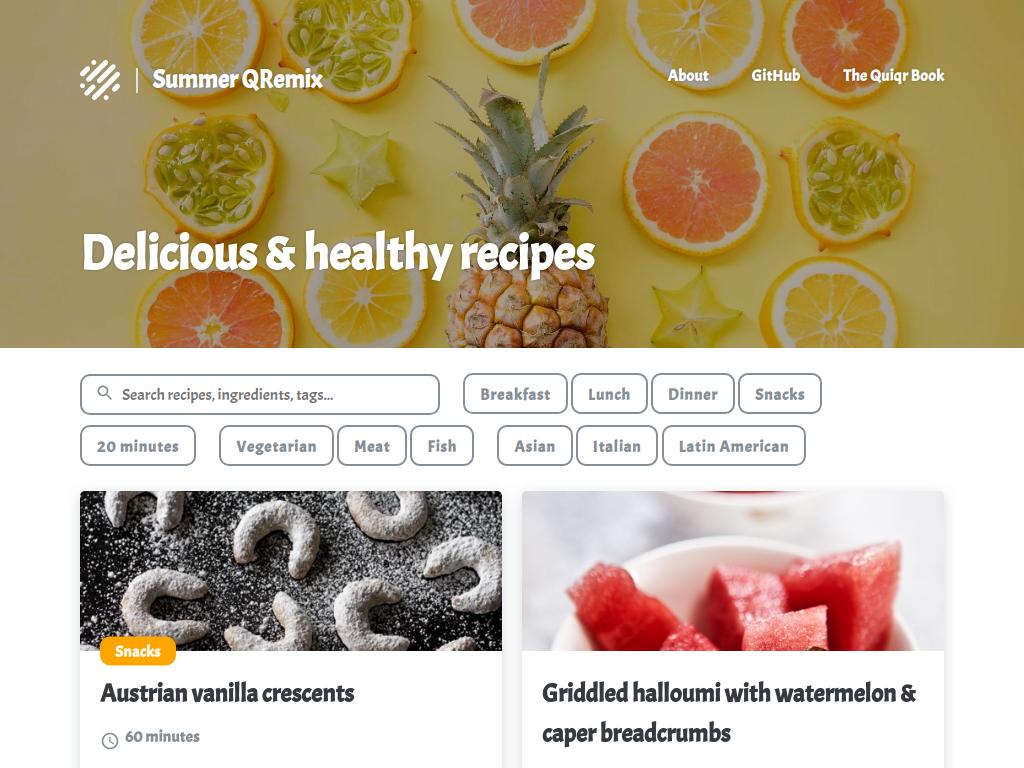 Summer QRemix
About
GitHub
The Quiqr Book
Delicious & healthy recipes
Search recipes, ingredients, tags...
Breakfast
Lunch
Dinner
Snacks
20 minutes
Vegetarian
Meat
Fish
Asian
Italian
Latin American
Snacks
Austrian vanilla crescents
60 minutes
Griddled halloumi with watermelon &
caper breadcrumbs